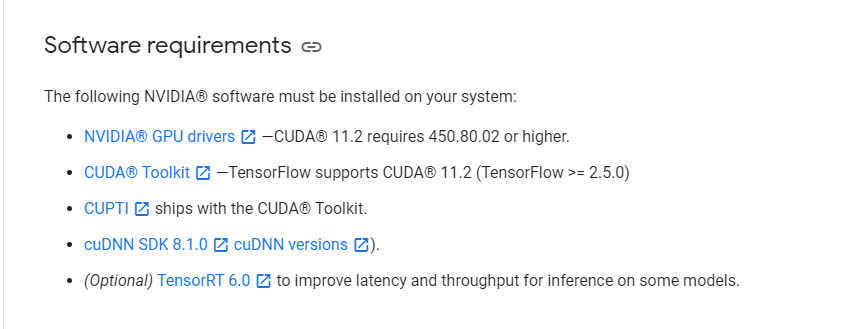 Software requirements
The following NVIDIA® software must be installed on your system:
• NVIDIA® GPU drivers —CUDA® 11.2 requires 450.80.02 or higher.
• CUDA® Toolkit —TensorFlow supports CUDA® 11.2 (TensorFlow >= 2.5.0)
• CUPTI ships with the CUDA® Toolkit.
• cuDNN SDK 8.1.0 cuDNN versions ).
• (Optional) TensorRT 6.0 to improve latency and throughput for inference on some models.